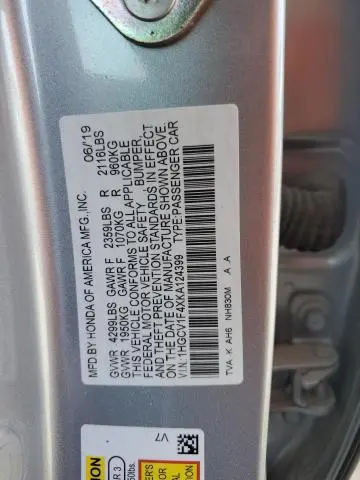 MFD. BY HONDA OF AMERICA MFG.,INC. 06/19
GVWR 4299LBS GAWR F 2359LBS R 2116LBS
GVWR 1950KG GAWR F 1070KG R 960KG
THIS VEHICLE CONFORMS TO ALL APPLICABLE
FEDERAL MOTOR VEHICLE SAFETY, BUMPER,
AND THEFT PREVENTION STANDARDS IN EFFECT
ON THE DATE OF MANUFACTURE SHOWN ABOVE.
V.I.N.:1HGCV1F4XKA124399 TYPE:PASSENGER CAR
TVA K AH6 NH830M A A
V7